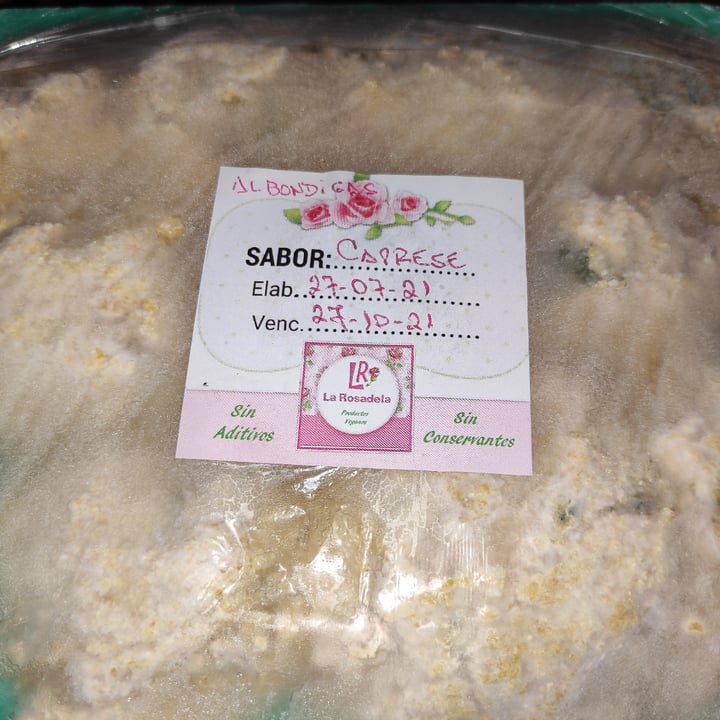 ALBONDiGAS
SABOR: CAPRESE
Elab. 27-07-21
Venc. 27-10-21
LR
La Rosadela
Productos
Veganos
Sin
Aditivos
Sin
Conservantes